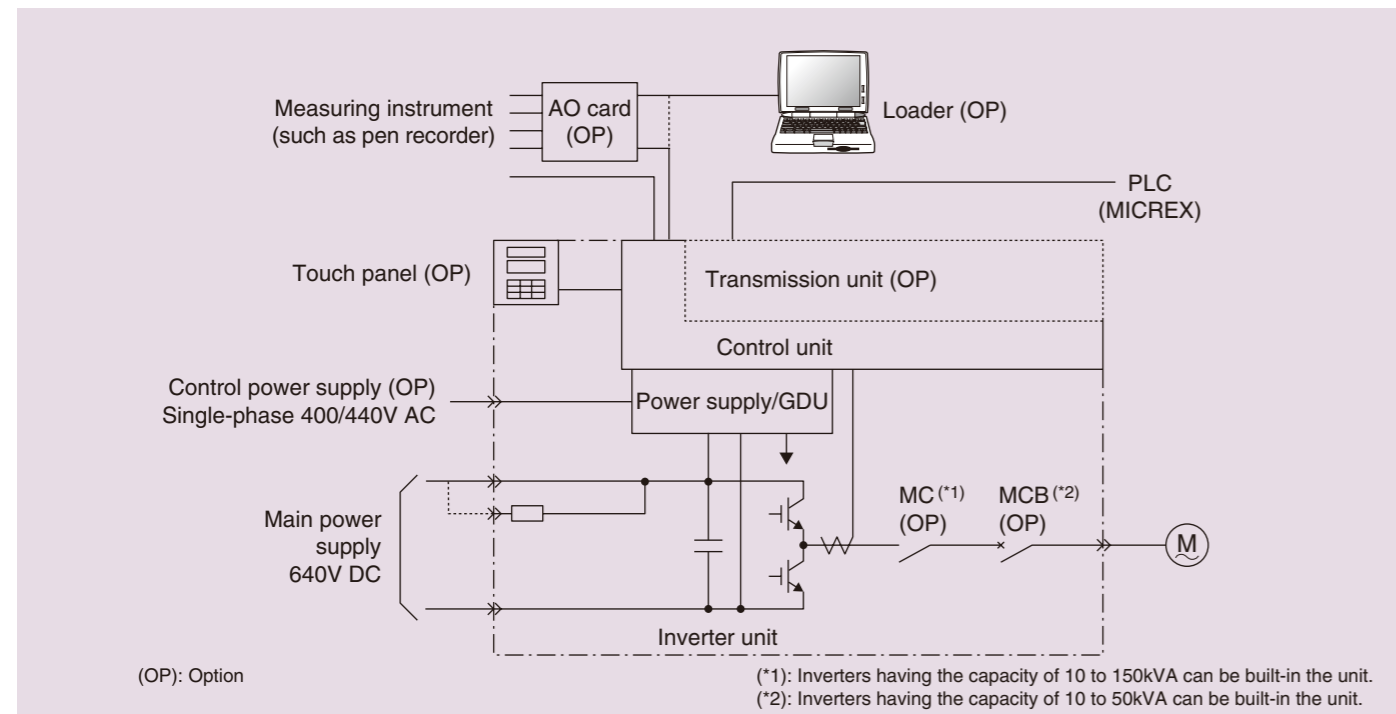 Measuring instrument
(such as pen recorder)
AO card
(OP)
Loader (OP)
PLC
(MICREX)
Touch panel (OP)
Transmission unit (OP)
Control unit
Control power supply (OP)
Single-phase 400/440V AC
Power supply/GDU
Main power
supply
640V DC
MC (*1)
(OP)
MCB (*2)
(OP)
M
Inverter unit
(OP): Option
(*1): Inverters having the capacity of 10 to 150kVA can be built-in the unit.
(*2): Inverters having the capacity of 10 to 50kVA can be built-in the unit.